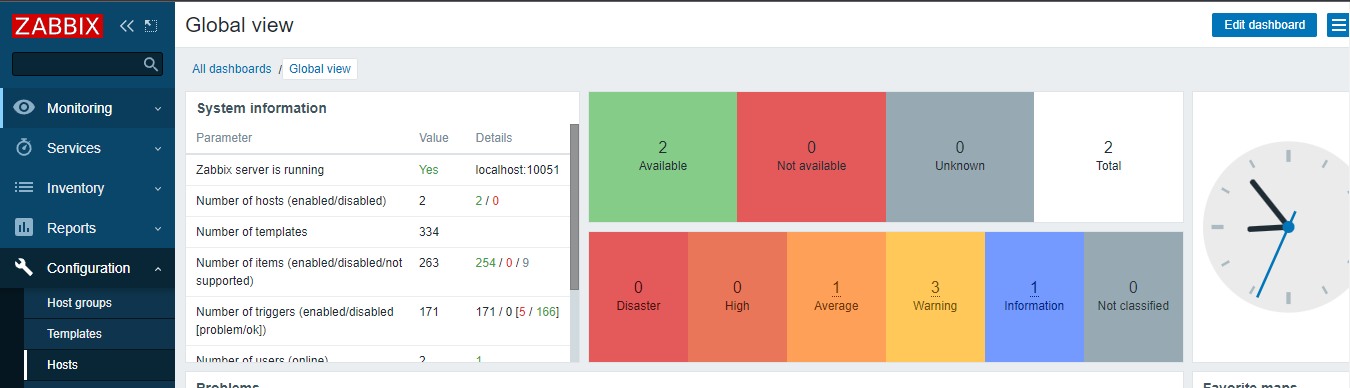 ZABBIX
Global view
Edit dashboard
All dashboards / Global view
Monitoring
Services
Inventory
Reports
Configuration
Host groups
Templates
Hosts
System information
Parameter Value Details
Zabbix server is running Yes localhost:10051
Number of hosts (enabled/disabled) 2 2 / 0
Number of templates 334
Number of items (enabled/disabled/not 263 254 / 0 / 9
supported)
Number of triggers (enabled/disabled 171 171 / 0 [5 / 166]
[problem/ok])
Number of users (online) 2 1
2 0 0 2
Available Not available Unknown Total
0 0 1 3 1 0
Disaster High Average Warning Information Not classified
Problems
Favorite maps